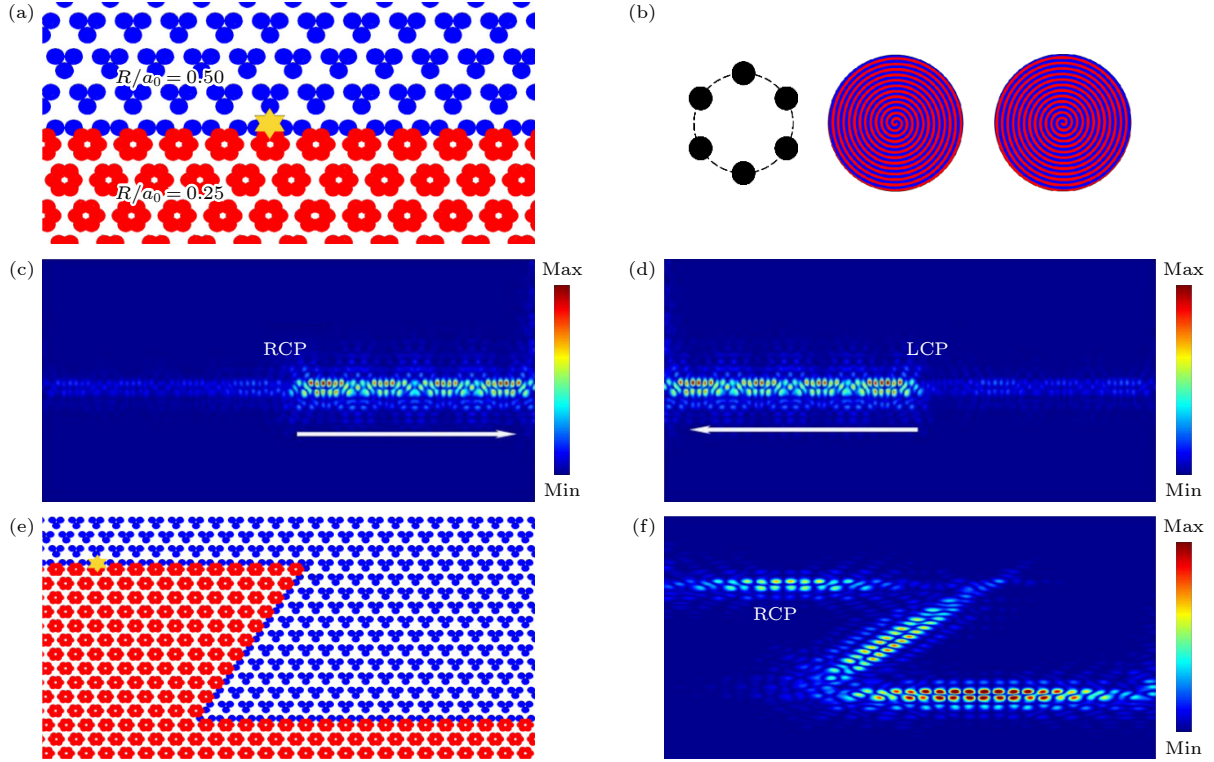 (a)
R/a₀ = 0.50
R/a₀ = 0.25
(b)
(c)
RCP
Max
Min
(d)
LCP
Max
Min
(e)
(f)
RCP
Max
Min